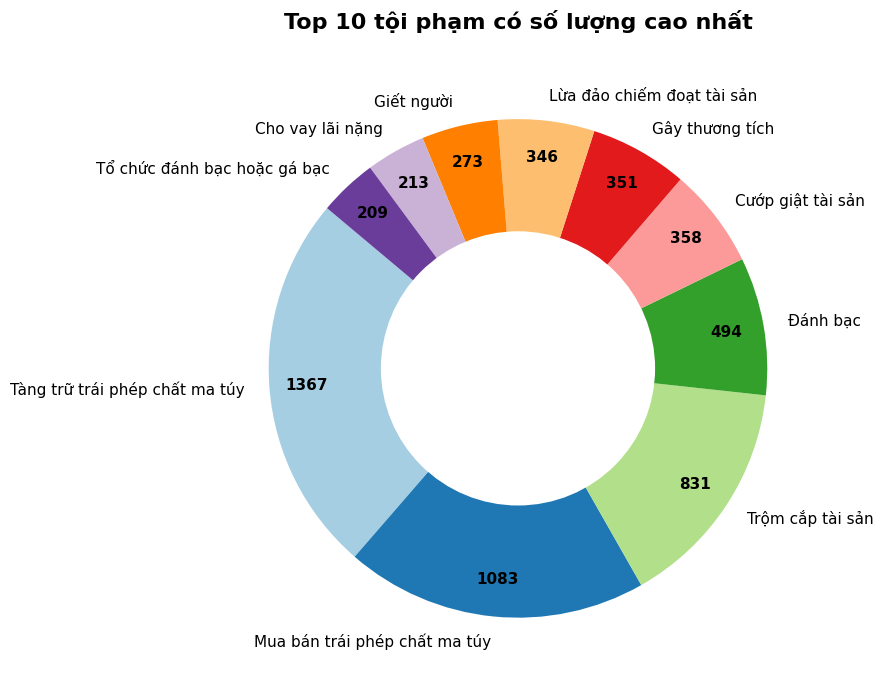 Top 10 tội phạm có số lượng cao nhất
Lừa đảo chiếm đoạt tài sản
Giết người
Cho vay lãi nặng
Gây thương tích
Tổ chức đánh bạc hoặc gá bạc
Cướp giật tài sản
Đánh bạc
Tàng trữ trái phép chất ma túy
Trộm cắp tài sản
Mua bán trái phép chất ma túy
346
273
213
351
209
358
494
1367
831
1083